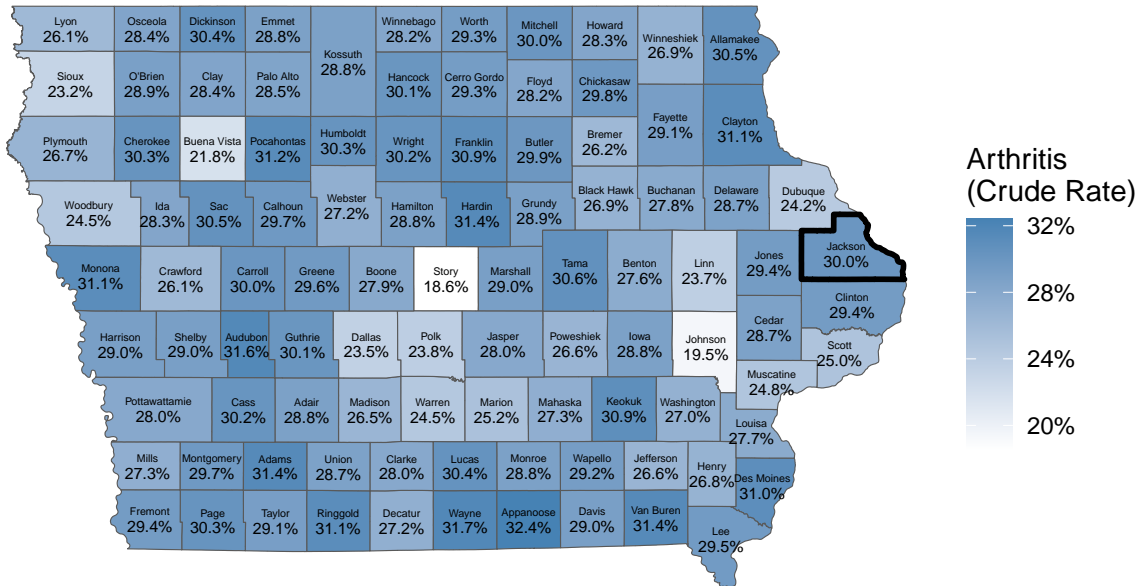 Lyon
26.1%
Osceola
28.4%
Dickinson
30.4%
Emmet
28.8%
Winnebago
28.2%
Worth
29.3%
Mitchell
30.0%
Howard
28.3%
Winneshiek
26.9%
Allamakee
30.5%
Kossuth
28.8%
Sioux
23.2%
O'Brien
28.9%
Clay
28.4%
Palo Alto
28.5%
Hancock
30.1%
Cerro Gordo
29.3%
Floyd
28.2%
Chickasaw
29.8%
Plymouth
26.7%
Cherokee
30.3%
Buena Vista
21.8%
Pocahontas
31.2%
Humboldt
30.3%
Wright
30.2%
Franklin
30.9%
Butler
29.9%
Bremer
26.2%
Fayette
29.1%
Clayton
31.1%
Woodbury
24.5%
Ida
28.3%
Sac
30.5%
Calhoun
29.7%
Webster
27.2%
Hamilton
28.8%
Hardin
31.4%
Grundy
28.9%
Black Hawk
26.9%
Buchanan
27.8%
Delaware
28.7%
Dubuque
24.2%
Monona
31.1%
Crawford
26.1%
Carroll
30.0%
Greene
29.6%
Boone
27.9%
Story
18.6%
Marshall
29.0%
Tama
30.6%
Benton
27.6%
Linn
23.7%
Jones
29.4%
Jackson
30.0%
Clinton
29.4%
Harrison
29.0%
Shelby
29.0%
Audubon
31.6%
Guthrie
30.1%
Dallas
23.5%
Polk
23.8%
Jasper
28.0%
Poweshiek
26.6%
Iowa
28.8%
Johnson
19.5%
Cedar
28.7%
Scott
25.0%
Muscatine
24.8%
Pottawattamie
28.0%
Cass
30.2%
Adair
28.8%
Madison
26.5%
Warren
24.5%
Marion
25.2%
Mahaska
27.3%
Keokuk
30.9%
Washington
27.0%
Louisa
27.7%
Mills
27.3%
Montgomery
29.7%
Adams
31.4%
Union
28.7%
Clarke
28.0%
Lucas
30.4%
Monroe
28.8%
Wapello
29.2%
Jefferson
26.6%
Henry
26.8%
Des Moines
31.0%
Fremont
29.4%
Page
30.3%
Taylor
29.1%
Ringgold
31.1%
Decatur
27.2%
Wayne
31.7%
Appanoose
32.4%
Davis
29.0%
Van Buren
31.4%
Lee
29.5%
Arthritis
(Crude Rate)
32%
28%
24%
20%